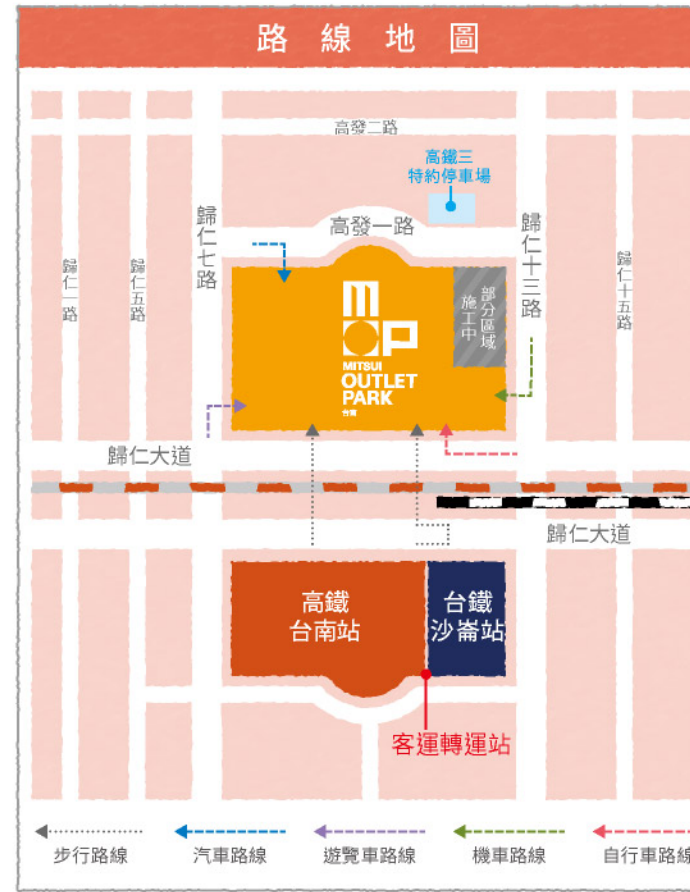 路線地圖
高發二路
高鐵三
特約停車場
高發一路
歸仁一路
歸仁五路
歸仁七路
歸仁十三路
歸仁十五路
部分區域
施工中
MOP
MITSUI
OUTLET
PARK
台南
歸仁大道
歸仁大道
高鐵
台南站
台鐵
沙崙站
客運轉運站
步行路線
汽車路線
遊覽車路線
機車路線
自行車路線